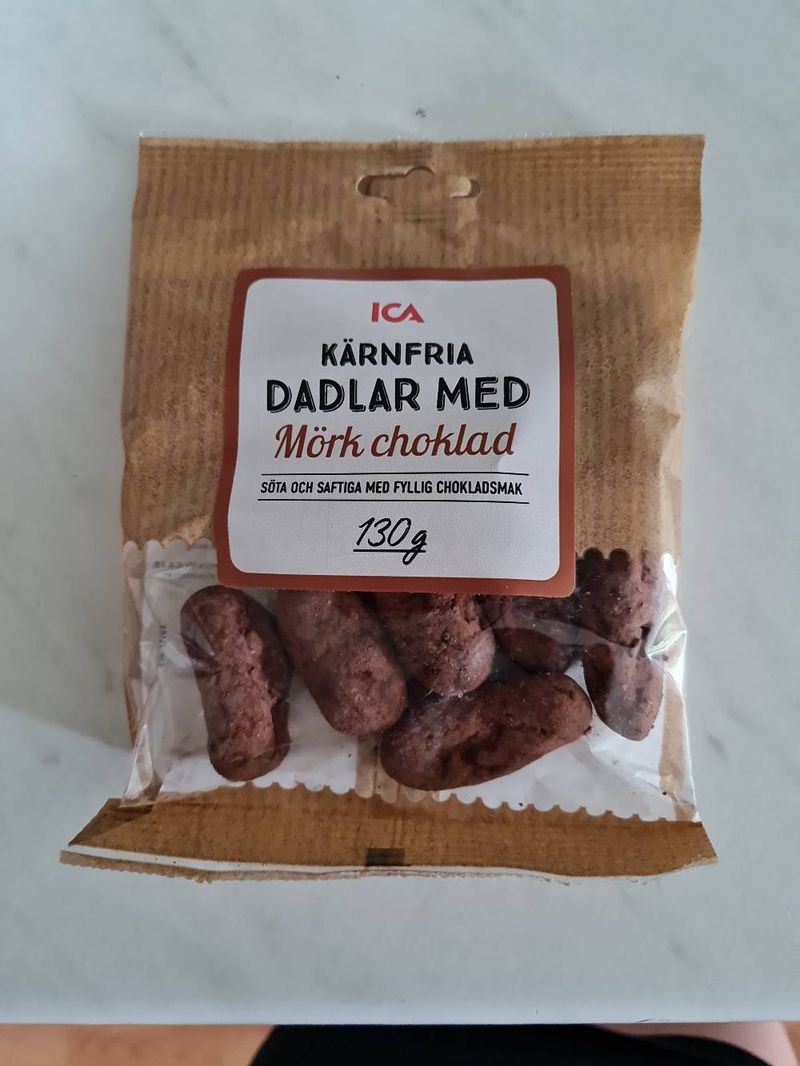 ICA
KÄRNFRIA
DADLAR MED
Mörk choklad
SÖTA OCH SAFTIGA MED FYLLIG CHOKLADSMAK
130g